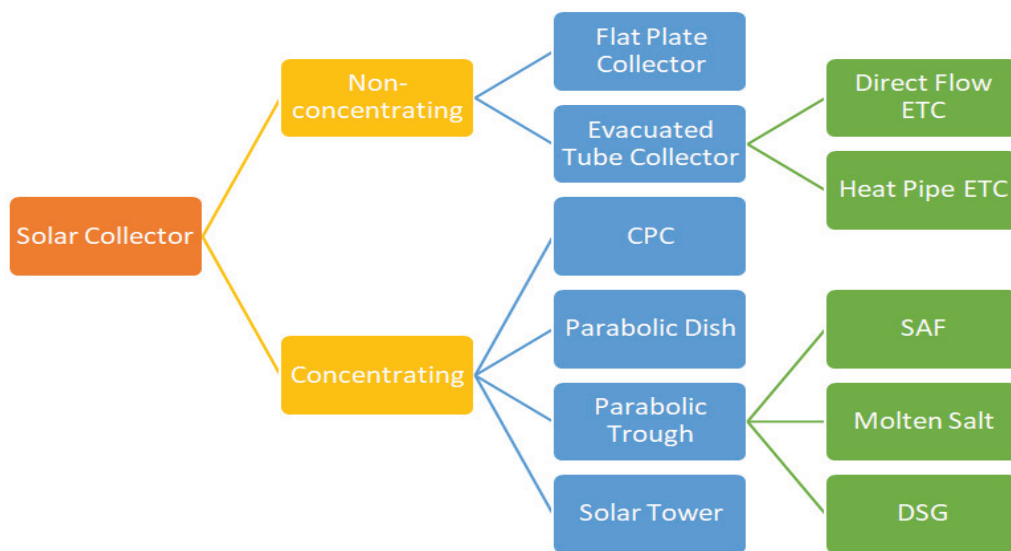 Solar Collector
Non-
concentrating
Flat Plate
Collector
Evacuated
Tube Collector
Direct Flow
ETC
Heat Pipe ETC
Concentrating
CPC
Parabolic Dish
Parabolic
Trough
SAF
Molten Salt
DSG
Solar Tower